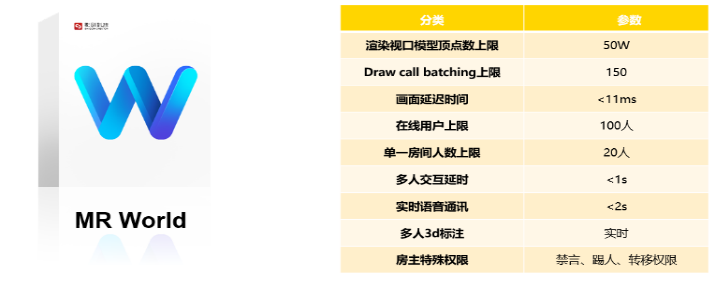 MR World
分类 参数
渲染视口模型顶点数上限 50W
Draw call batching上限 150
画面延迟时间 <11ms
在线用户上限 100人
单一房间人数上限 20人
多人交互延时 <1s
实时语音通讯 <2s
多人3d标注 实时
房主特殊权限 禁言、踢人、转移权限